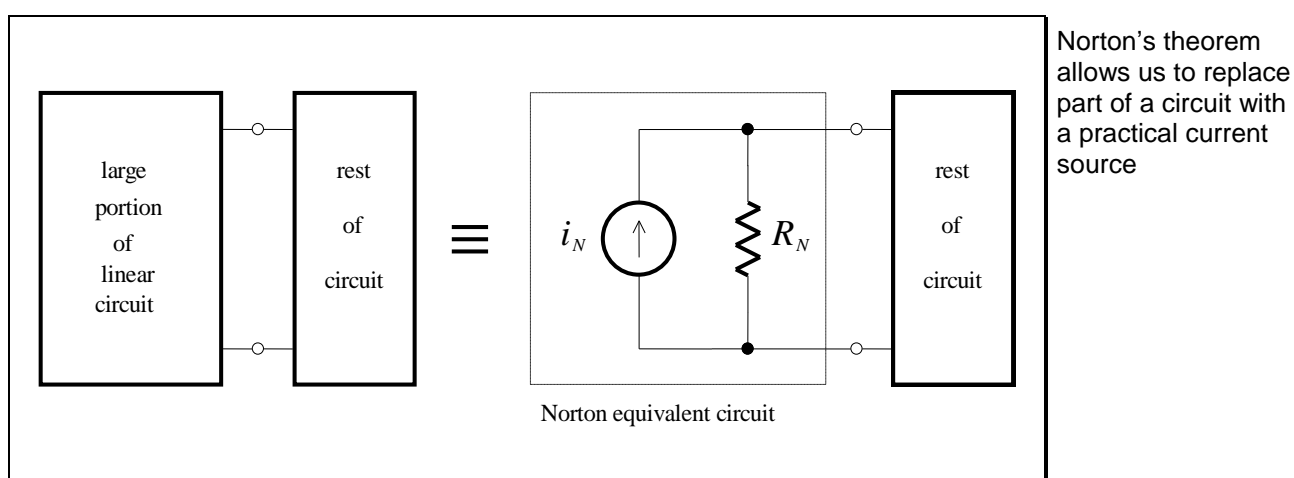 large
portion
of
linear
circuit
rest
of
circuit
≡
i_N
R_N
rest
of
circuit
Norton equivalent circuit
Norton’s theorem
allows us to replace
part of a circuit with
a practical current
source